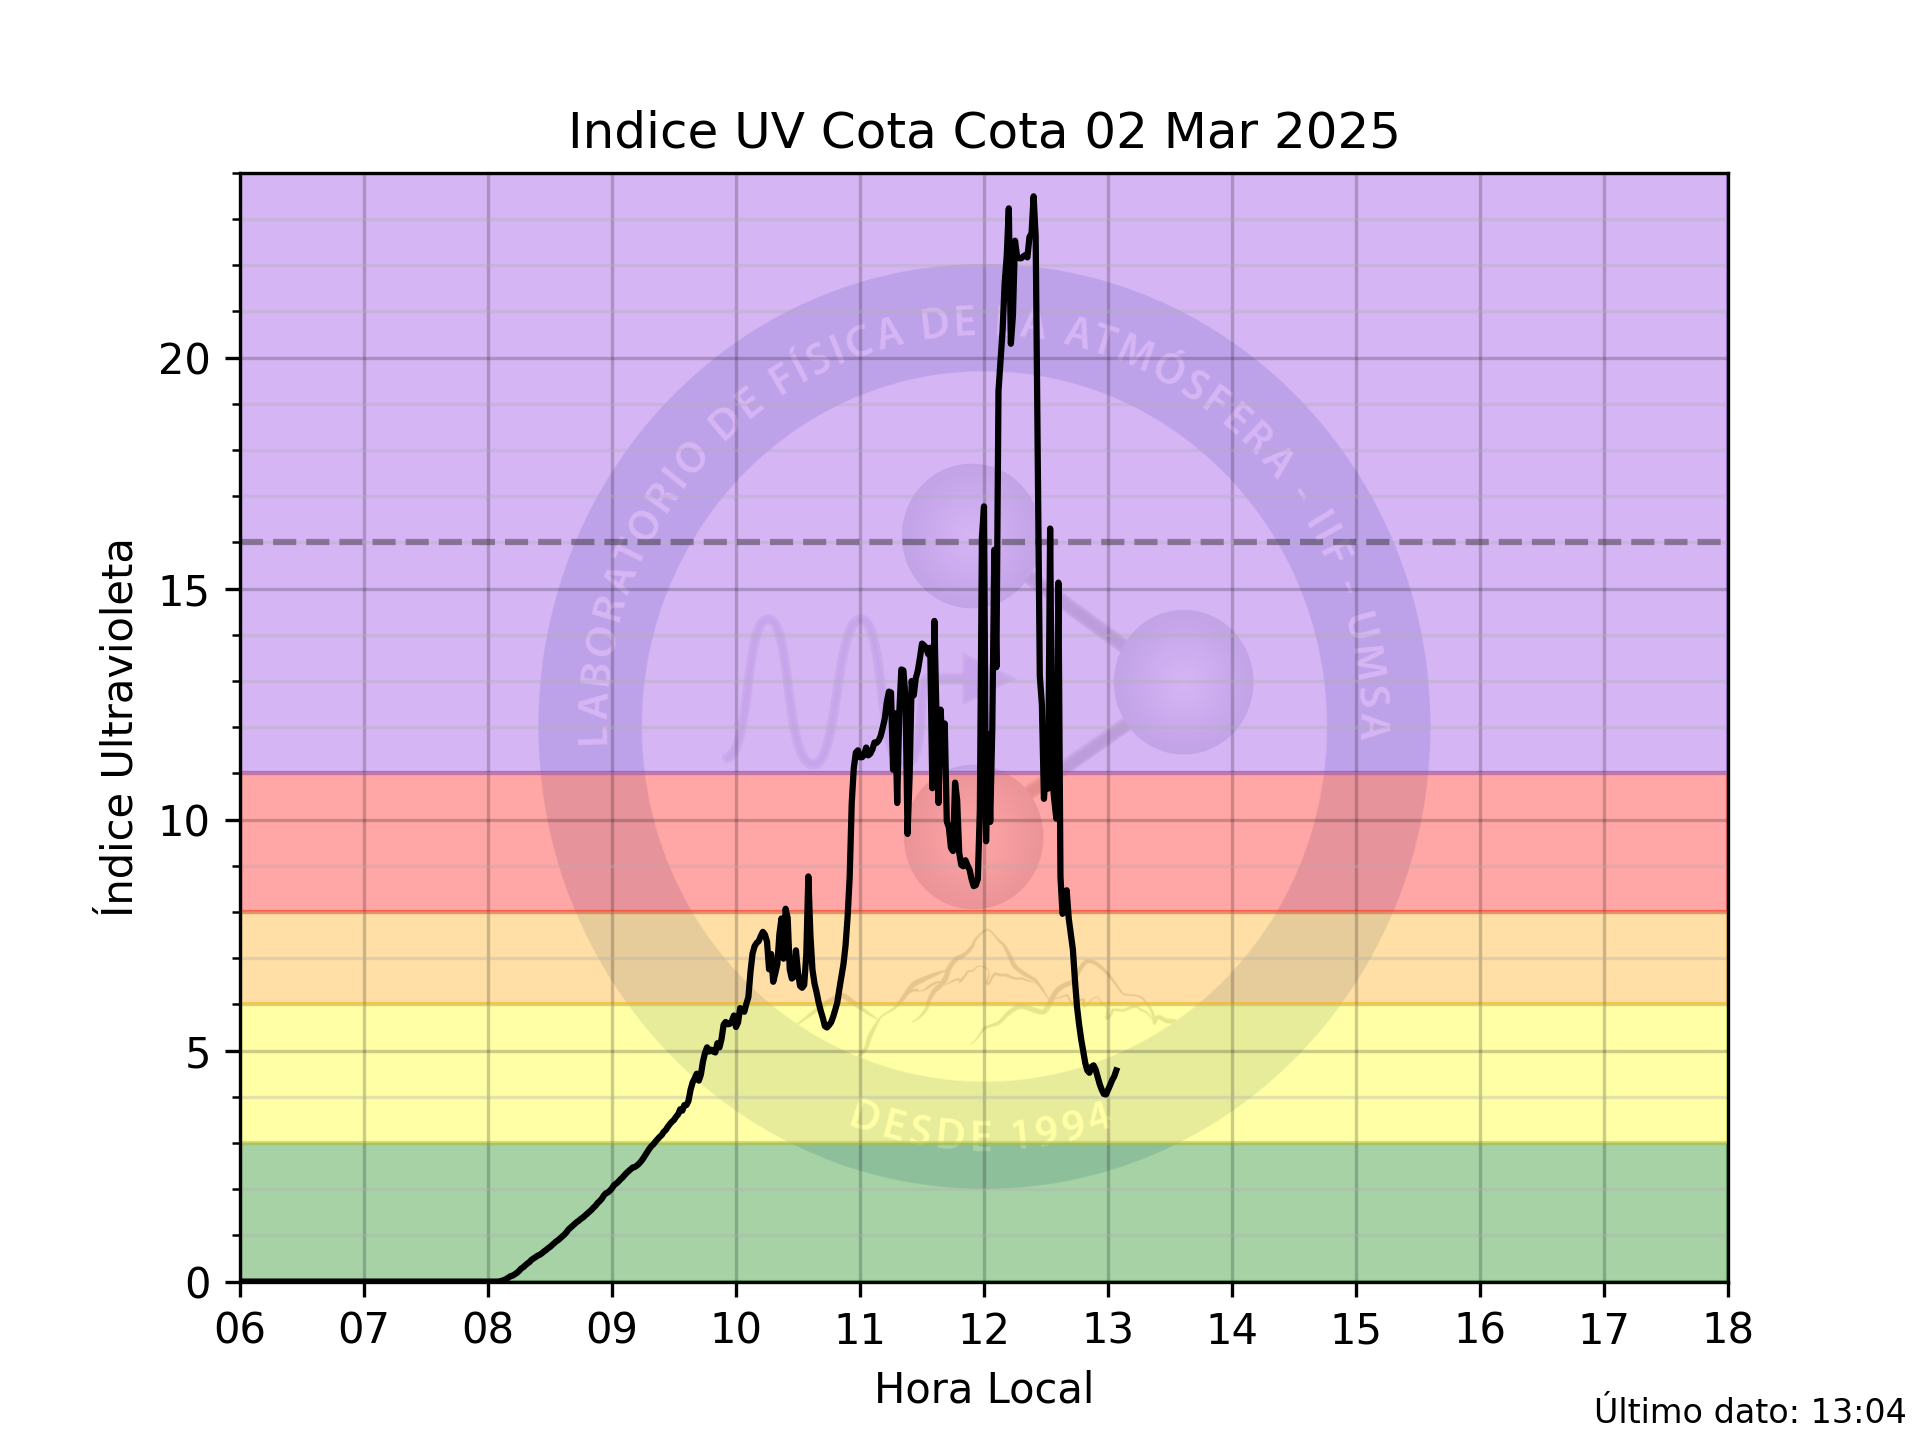 Indice UV Cota Cota 02 Mar 2025
Índice Ultravioleta
20
15
10
5
0
LABORATORIO DE FÍSICA DE LA ATMÓSFERA - IIF - UMSA
DESDE 1994
06 07 08 09 10 11 12 13 14 15 16 17 18
Hora Local
Último dato: 13:04